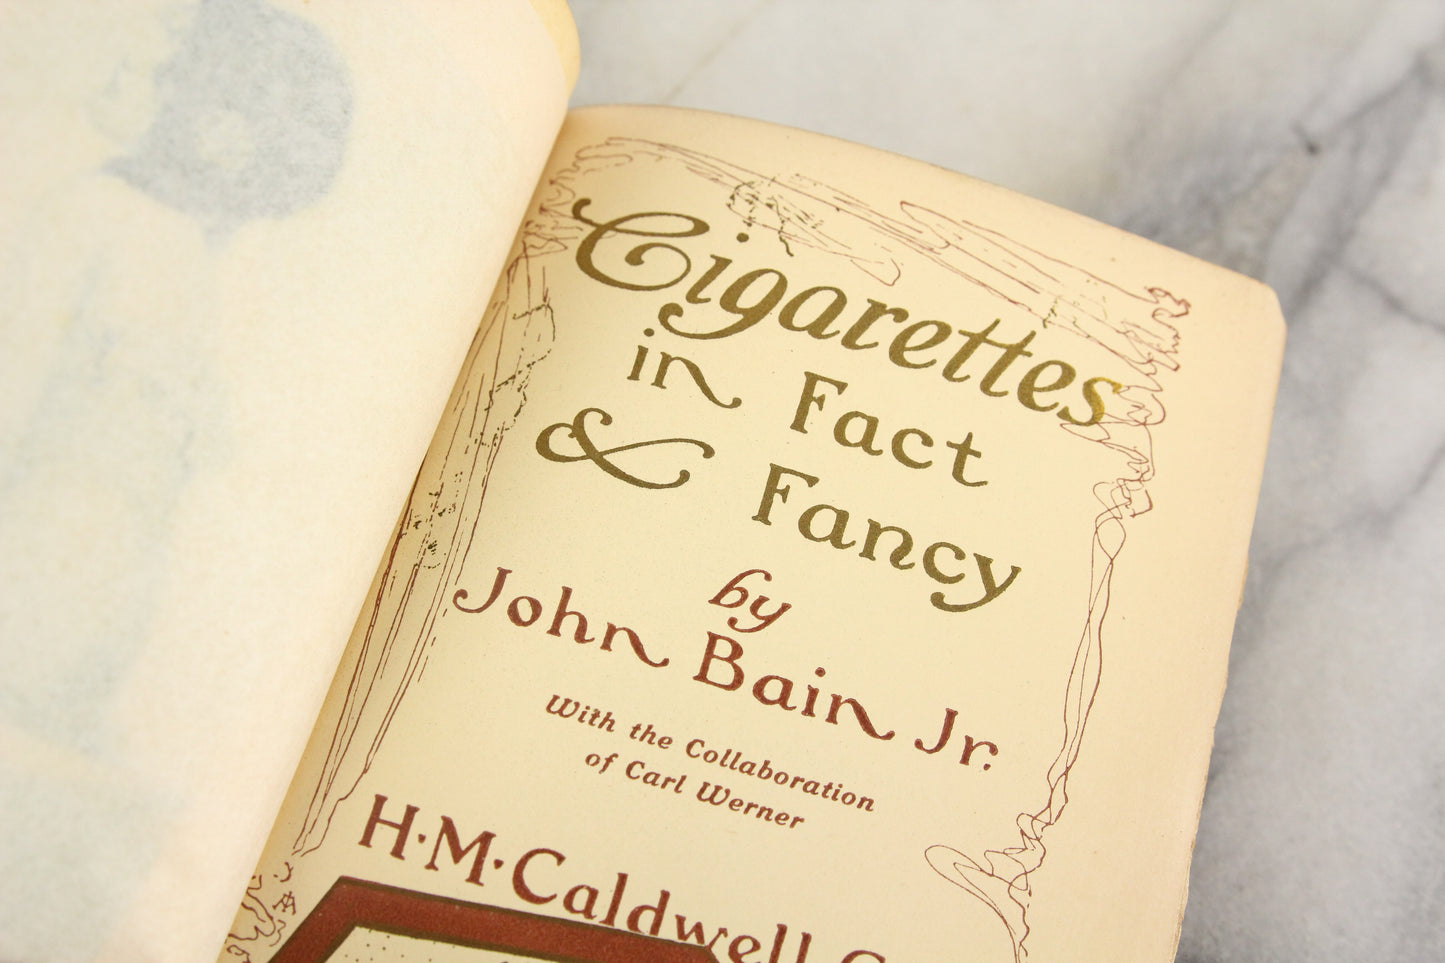 Cigarettes
in Fact
& Fancy
by
John Bain Jr.
With the Collaboration
of Carl Werner
H·M·Caldwell